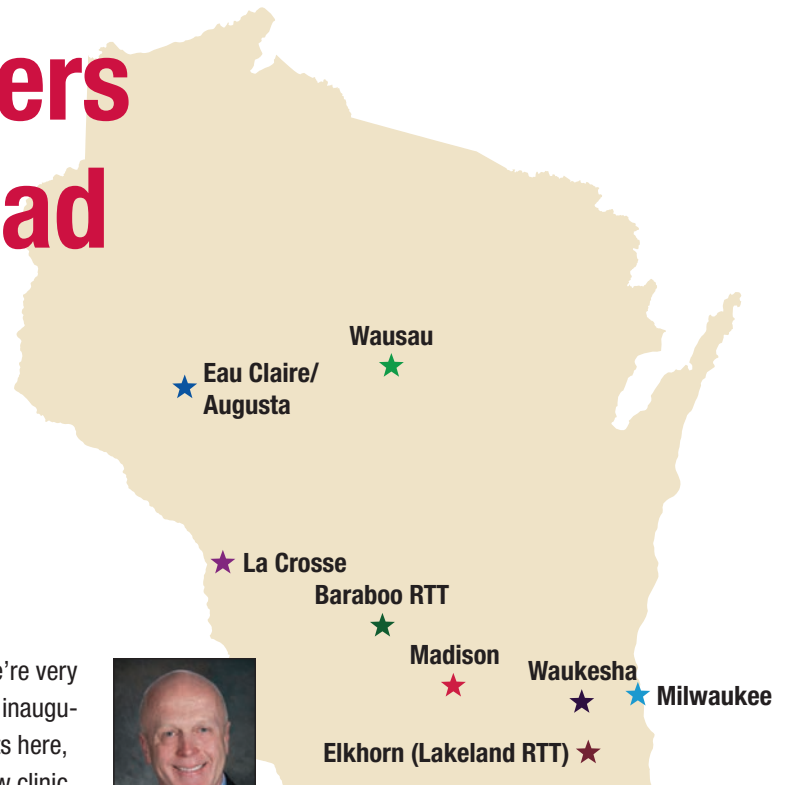 ers
ad
Wausau
Eau Claire/
Augusta
La Crosse
Baraboo RTT
Madison
Waukesha
Milwaukee
Elkhorn (Lakeland RTT)
e're very
inaugu-
s here,
w clinic